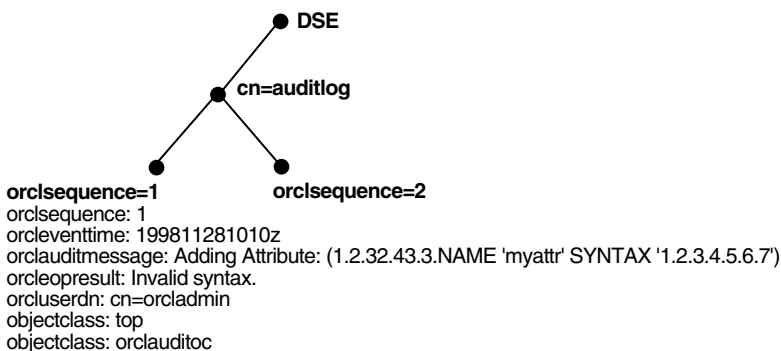 DSE
cn=auditlog
orclsequence=1
orclsequence=2
orclsequence: 1
orcleventtime: 199811281010z
orclauditmessage: Adding Attribute: (1.2.32.43.3.NAME 'myattr' SYNTAX '1.2.3.4.5.6.7')
orcleopresult: Invalid syntax.
orcluserdn: cn=orcladmin
objectclass: top
objectclass: orclauditoc